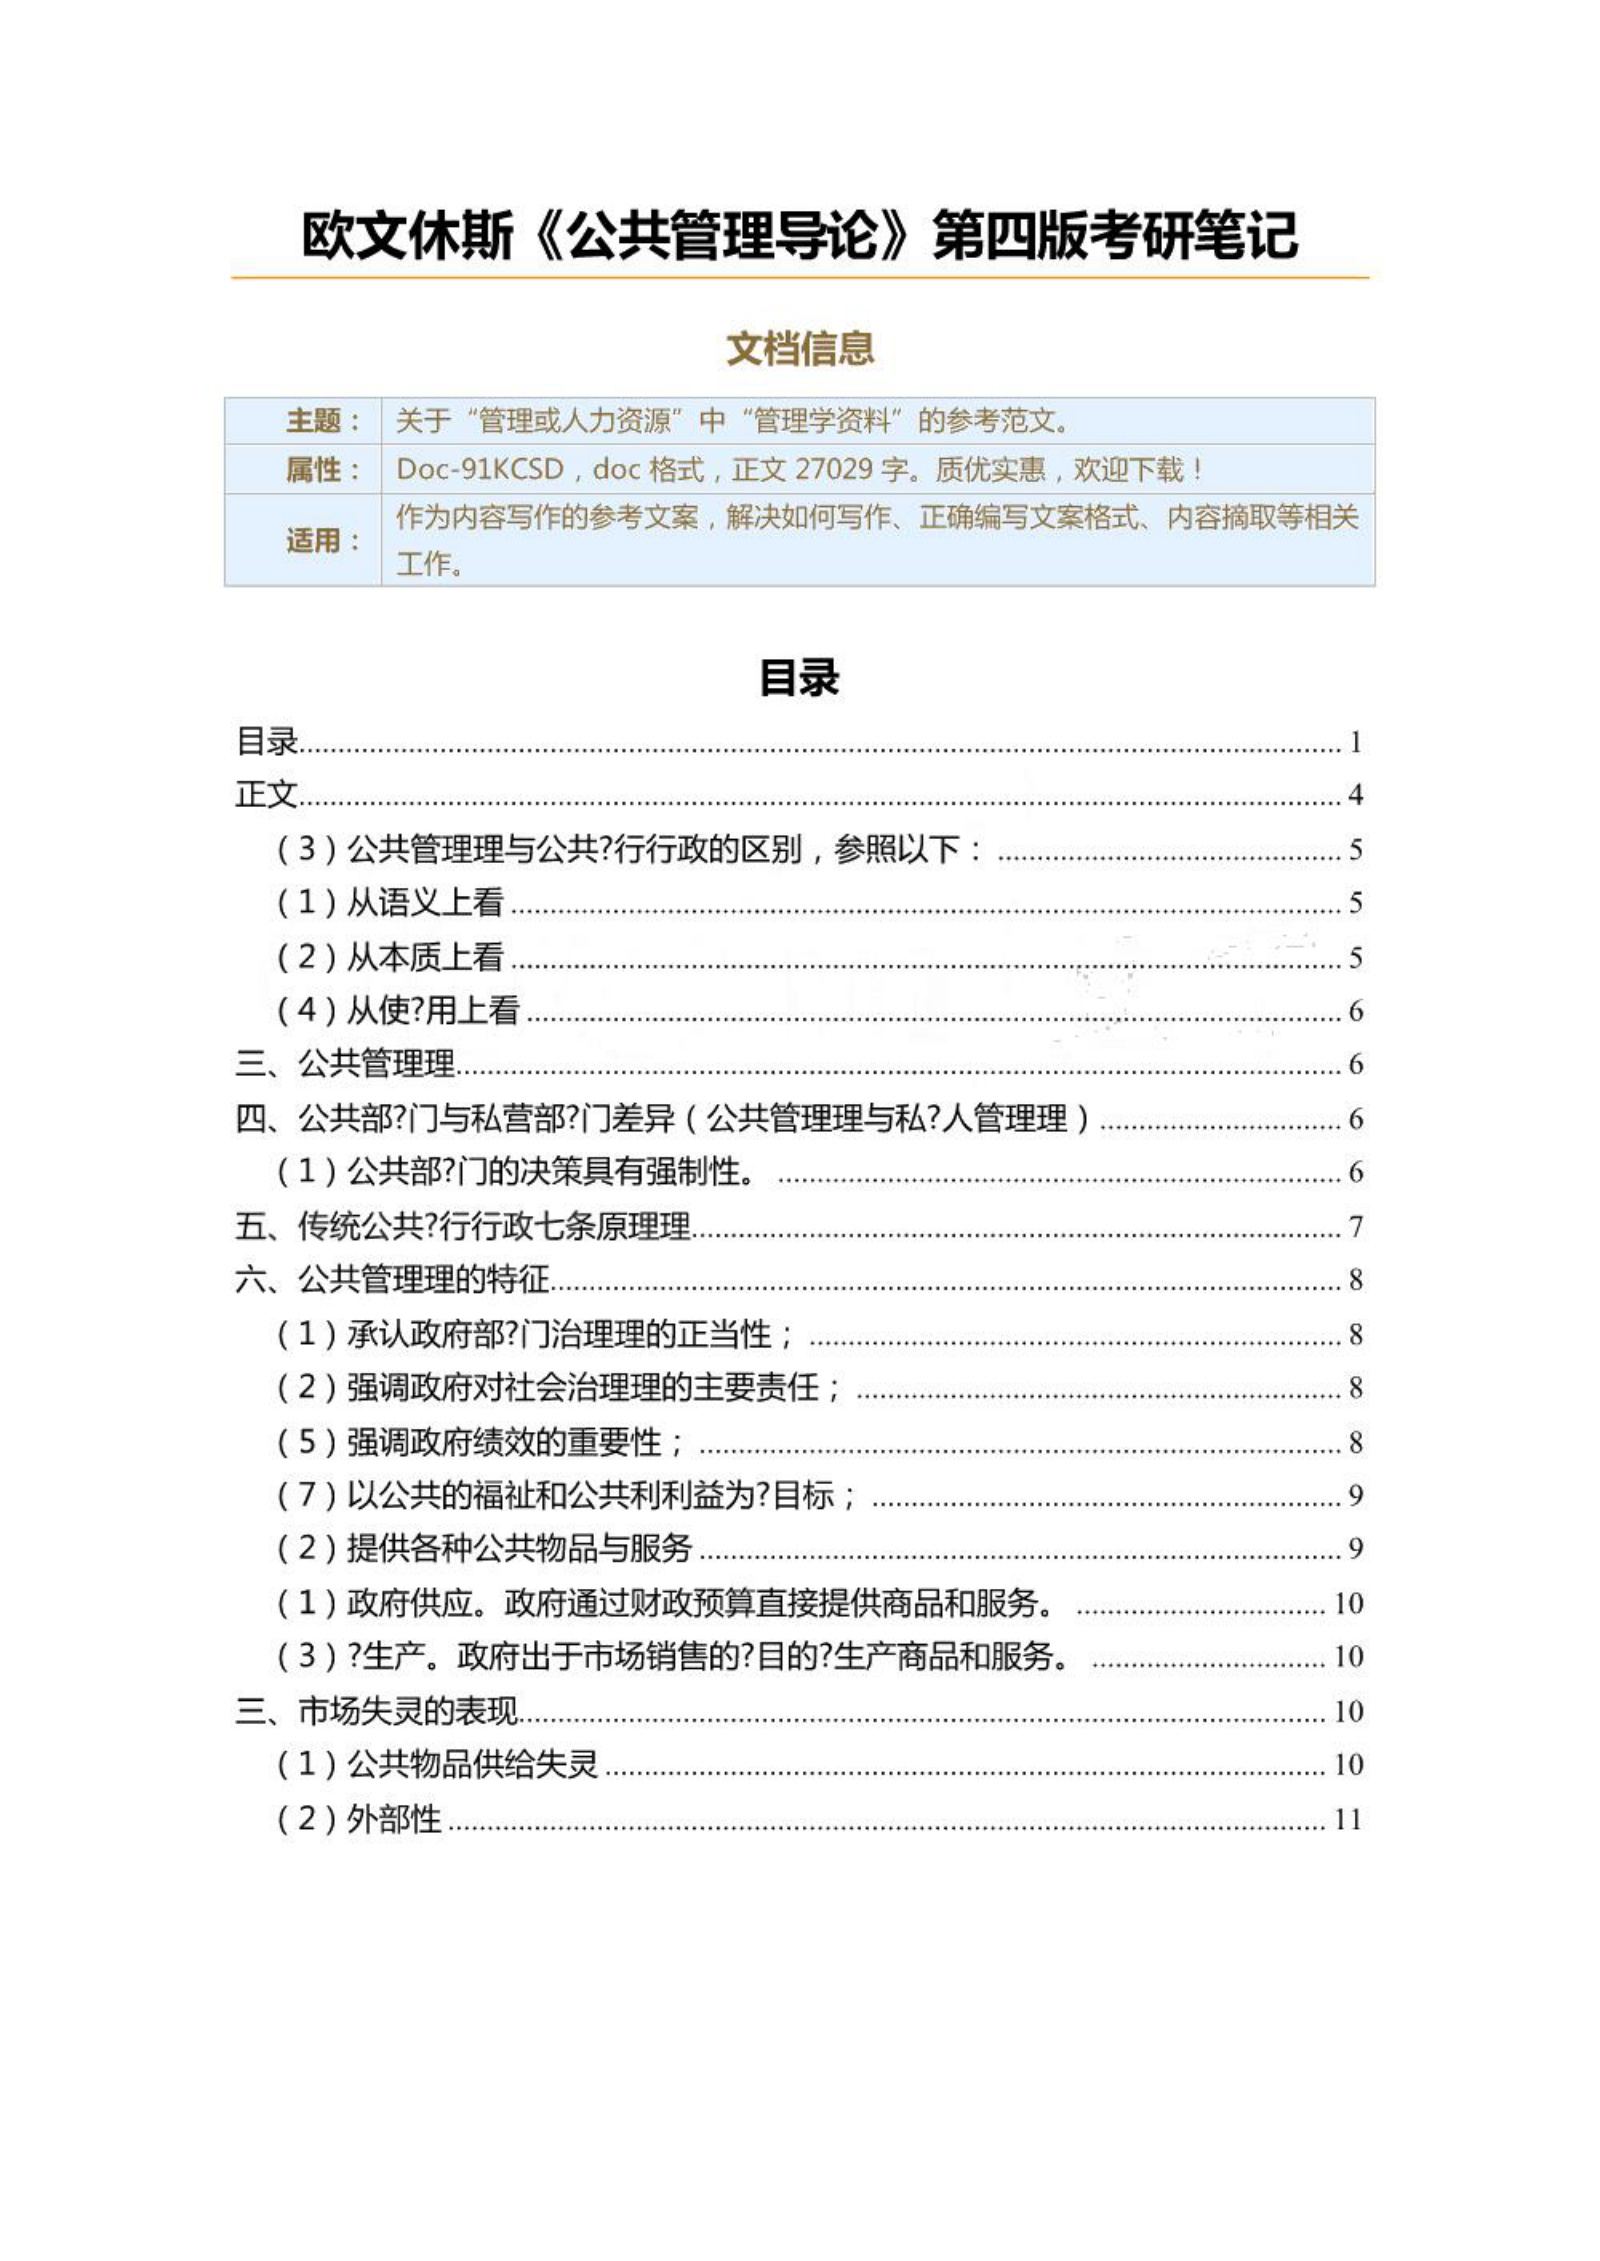 欧文休斯《公共管理导论》第四版考研笔记
文档信息
主题： 关于“管理或人力资源”中“管理学资料”的参考范文。
属性： Doc-91KCSD，doc 格式，正文 27029 字。质优实惠，欢迎下载！
适用： 作为内容写作的参考文案，解决如何写作、正确编写文案格式、内容摘取等相关
工作。
目录
目录 1
正文 4
（3）公共管理理与公共?行行政的区别，参照以下： 5
（1）从语义上看 5
（2）从本质上看 5
（4）从使?用上看 6
三、公共管理理 6
四、公共部?门与私营部?门差异（公共管理理与私?人管理理） 6
（1）公共部?门的决策具有强制性。 6
五、传统公共?行行政七条原理理 7
六、公共管理理的特征 8
（1）承认政府部?门治理理的正当性； 8
（2）强调政府对社会治理理的主要责任； 8
（5）强调政府绩效的重要性； 8
（7）以公共的福祉和公共利利益为?目标； 9
（2）提供各种公共物品与服务 9
（1）政府供应。政府通过财政预算直接提供商品和服务。 10
（3）?生产。政府出于市场销售的?目的?生产商品和服务。 10
三、市场失灵的表现 10
（1）公共物品供给失灵 10
（2）外部性 11